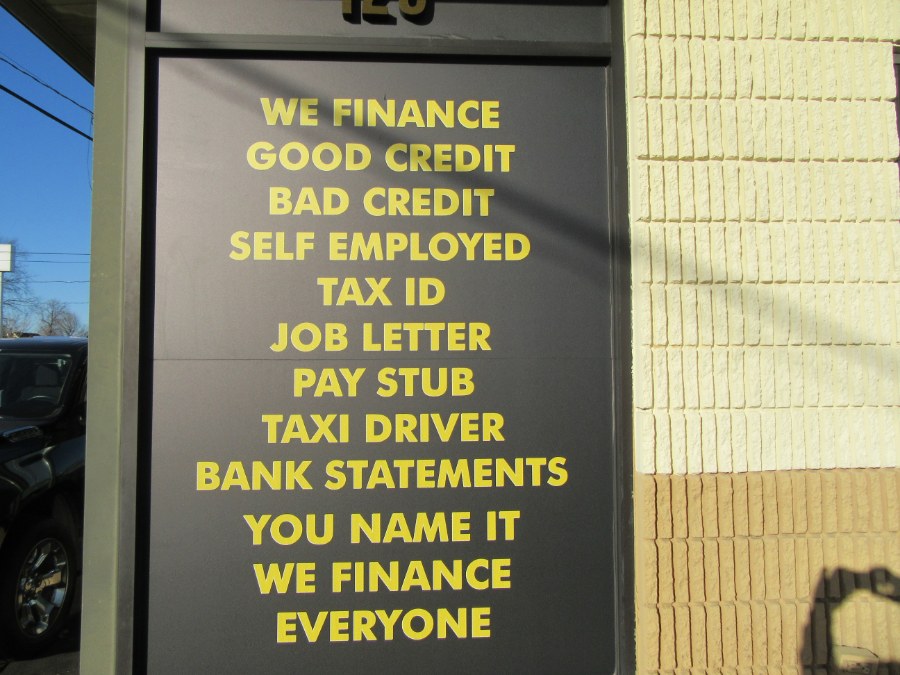 WE FINANCE
GOOD CREDIT
BAD CREDIT
SELF EMPLOYED
TAX ID
JOB LETTER
PAY STUB
TAXI DRIVER
BANK STATEMENTS
YOU NAME IT
WE FINANCE
EVERYONE